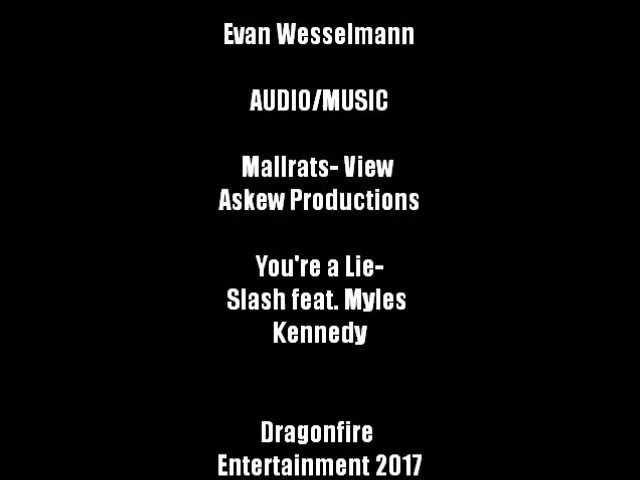 Evan Wesselmann
AUDIO/MUSIC
Mallrats- View
Askew Productions
You're a Lie-
Slash feat. Myles
Kennedy
Dragonfire
Entertainment 2017